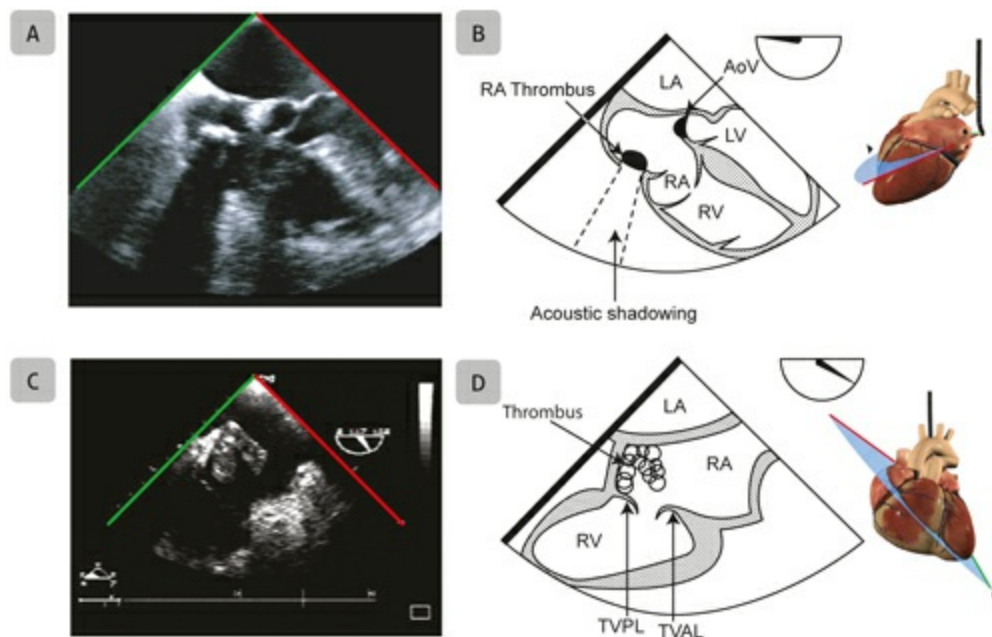 A
B
AoV
LA
RA Thrombus
LV
RA
RV
Acoustic shadowing
C
D
Thrombus
LA
RA
RV
TVPL
TVAL